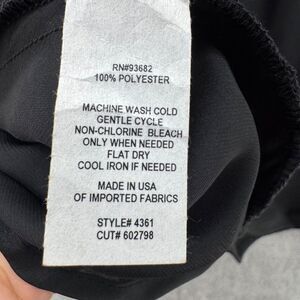 RN#93682
100% POLYESTER
MACHINE WASH COLD
GENTLE CYCLE
NON-CHLORINE BLEACH
ONLY WHEN NEEDED
FLAT DRY
COOL IRON IF NEEDED
MADE IN USA
OF IMPORTED FABRICS
STYLE# 4361
CUT# 602798